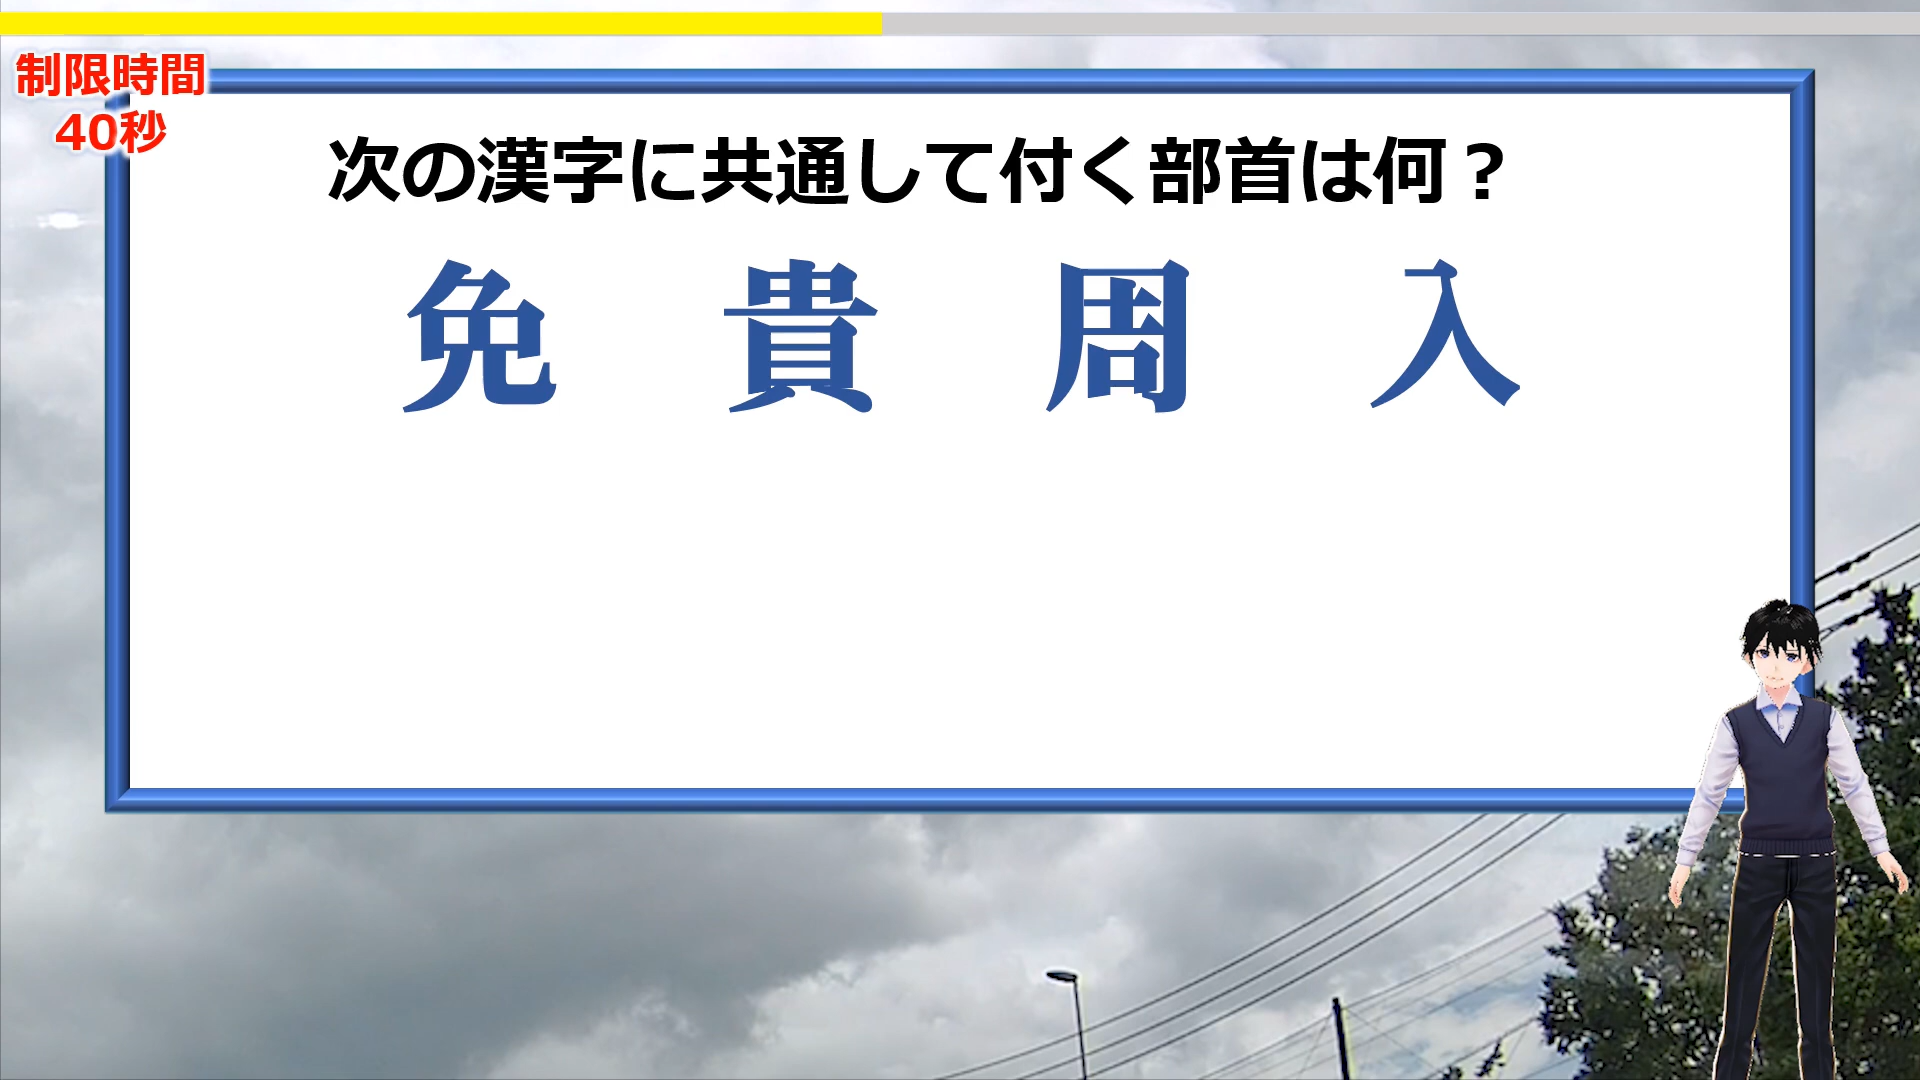 制限時間
40秒
次の漢字に共通して付く部首は何？
免 貴 周 入